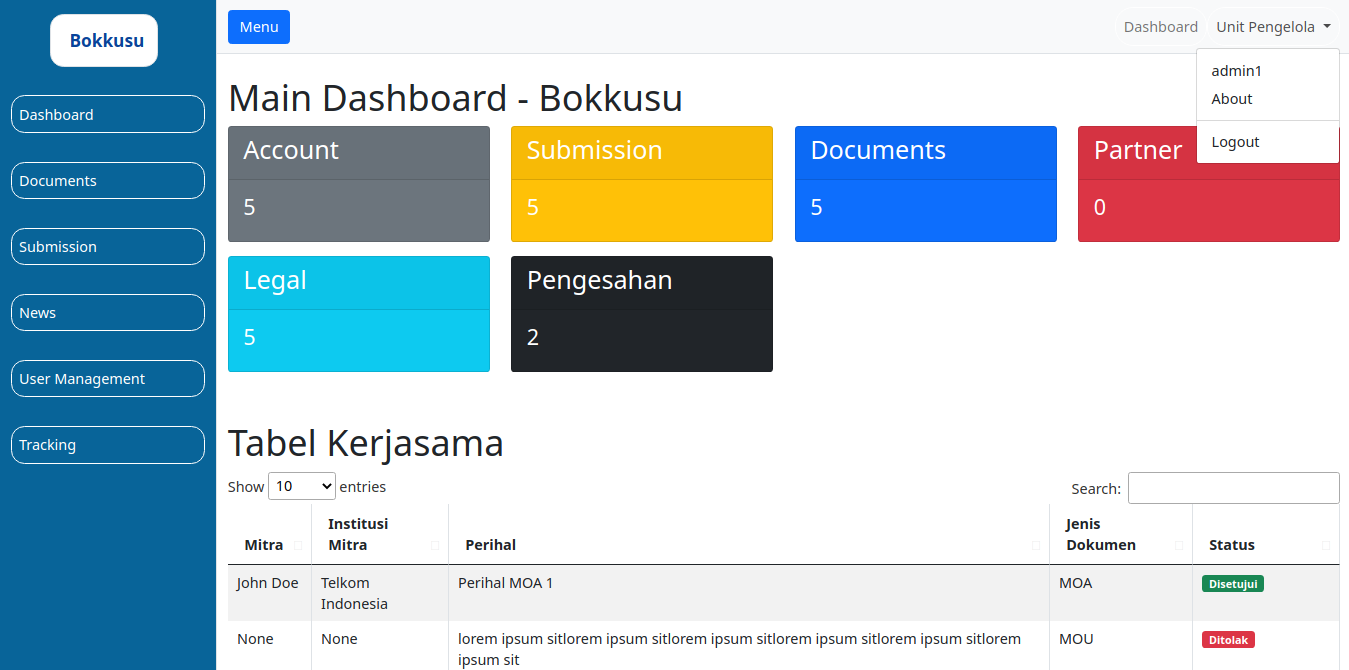 Bokkusu
Dashboard
Documents
Submission
News
User Management
Tracking
Menu
Dashboard
Unit Pengelola
admin1
About
Logout
Main Dashboard - Bokkusu
Account
5
Submission
5
Documents
5
Partner
0
Legal
5
Pengesahan
2
Tabel Kerjasama
Show 10 entries
Search:
Mitra
Institusi
Mitra
Perihal
Jenis
Dokumen
Status
John Doe
Telkom
Indonesia
Perihal MOA 1
MOA
Disetujui
None
None
lorem ipsum sitlorem ipsum sitlorem ipsum sitlorem ipsum sitlorem ipsum sitlorem
ipsum sit
MOU
Ditolak